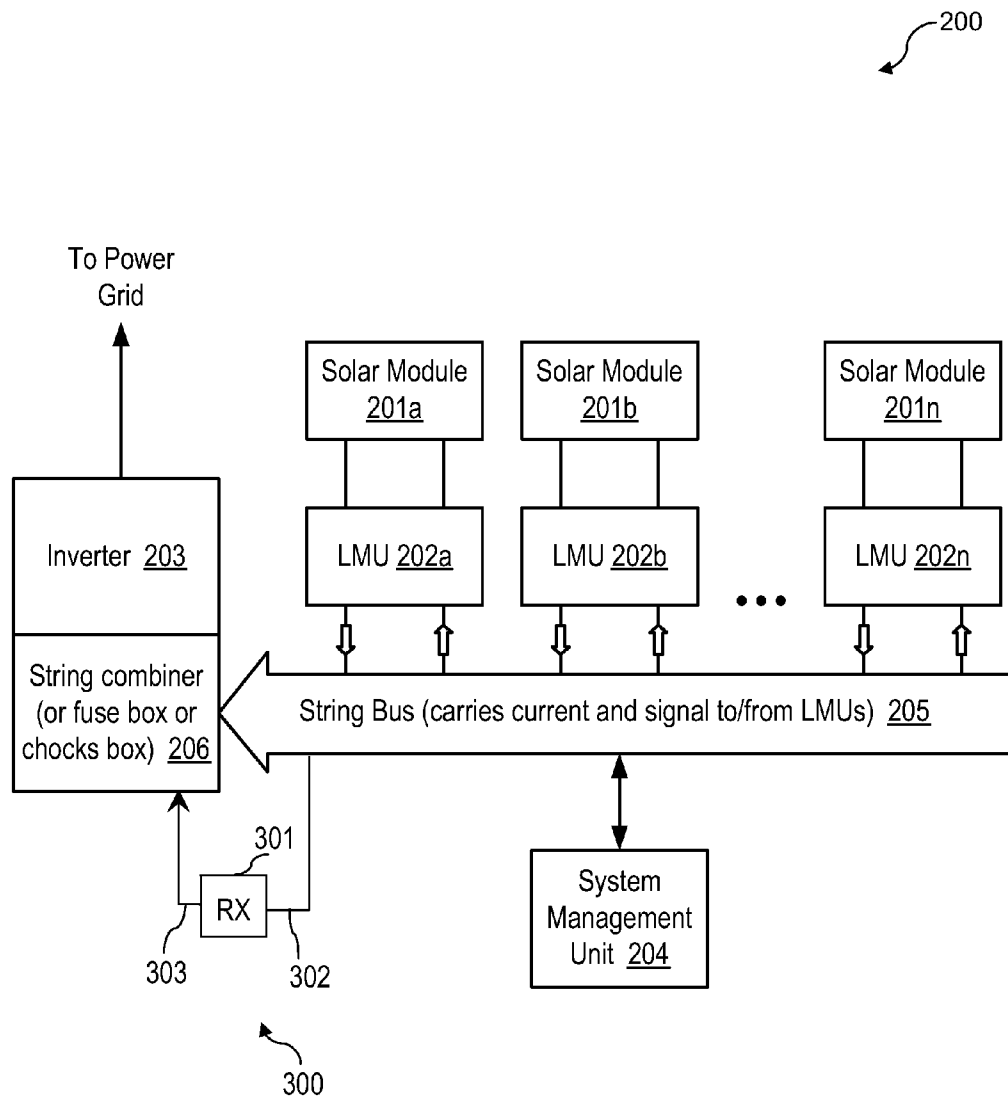 200
To Power
Grid
Solar Module
201a
Solar Module
201b
Solar Module
201n
Inverter 203
LMU 202a
LMU 202b
LMU 202n
String combiner
(or fuse box or
chocks box) 206
String Bus (carries current and signal to/from LMUs) 205
301
RX
303
302
System
Management
Unit 204
300